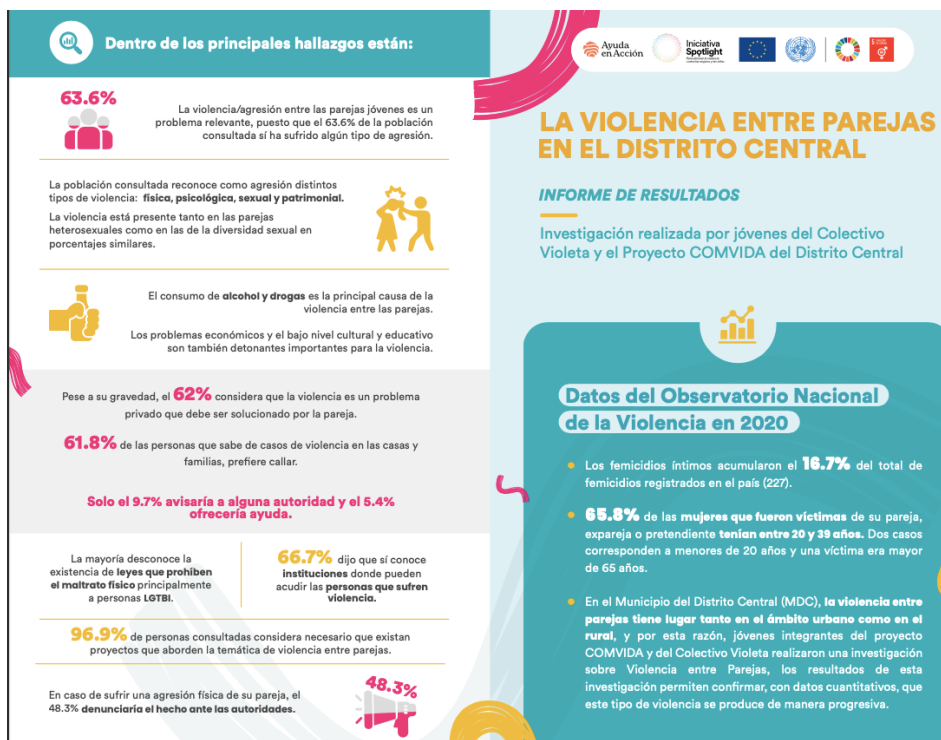 Dentro de los principales hallazgos están:
63.6%
La violencia/agresión entre las parejas jóvenes es un
problema relevante, puesto que el 63.6% de la población
consultada sí ha sufrido algún tipo de agresión.
La población consultada reconoce como agresión distintos
tipos de violencia: física, psicológica, sexual y patrimonial.
La violencia está presente tanto en las parejas
heterosexuales como en las de la diversidad sexual en
porcentajes similares.
El consumo de alcohol y drogas es la principal causa de la
violencia entre las parejas.
Los problemas económicos y el bajo nivel cultural y educativo
son también detonantes importantes para la violencia.
Pese a su gravedad, el 62% considera que la violencia es un problema
privado que debe ser solucionado por la pareja.
61.8% de las personas que sabe de casos de violencia en las casas y
familias, prefiere callar.
Solo el 9.7% avisaría a alguna autoridad y el 5.4%
ofrecería ayuda.
La mayoría desconoce la
existencia de leyes que prohíben
el maltrato físico principalmente
a personas LGTBI.
66.7% dijo que sí conoce
instituciones donde pueden
acudir las personas que sufren
violencia.
96.9% de personas consultadas considera necesario que existan
proyectos que aborden la temática de violencia entre parejas.
En caso de sufrir una agresión física de su pareja, el
48.3% denunciaría el hecho ante las autoridades.
48.3%
Ayuda
en Acción
Iniciativa
Spotlight
LA VIOLENCIA ENTRE PAREJAS
EN EL DISTRITO CENTRAL
INFORME DE RESULTADOS
Investigación realizada por jóvenes del Colectivo
Violeta y el Proyecto COMVIDA del Distrito Central
Datos del Observatorio Nacional
de la Violencia en 2020
Los femicidios íntimos acumularon el 16.7% del total de
femicidios registrados en el país (227).
65.8% de las mujeres que fueron víctimas de su pareja,
expareja o pretendiente tenían entre 20 y 39 años. Dos casos
corresponden a menores de 20 años y una víctima era mayor
de 65 años.
En el Municipio del Distrito Central (MDC), la violencia entre
parejas tiene lugar tanto en el ámbito urbano como en el
rural, y por esta razón, jóvenes integrantes del proyecto
COMVIDA y del Colectivo Violeta realizaron una investigación
sobre Violencia entre Parejas, los resultados de esta
investigación permiten confirmar, con datos cuantitativos, que
este tipo de violencia se produce de manera progresiva.